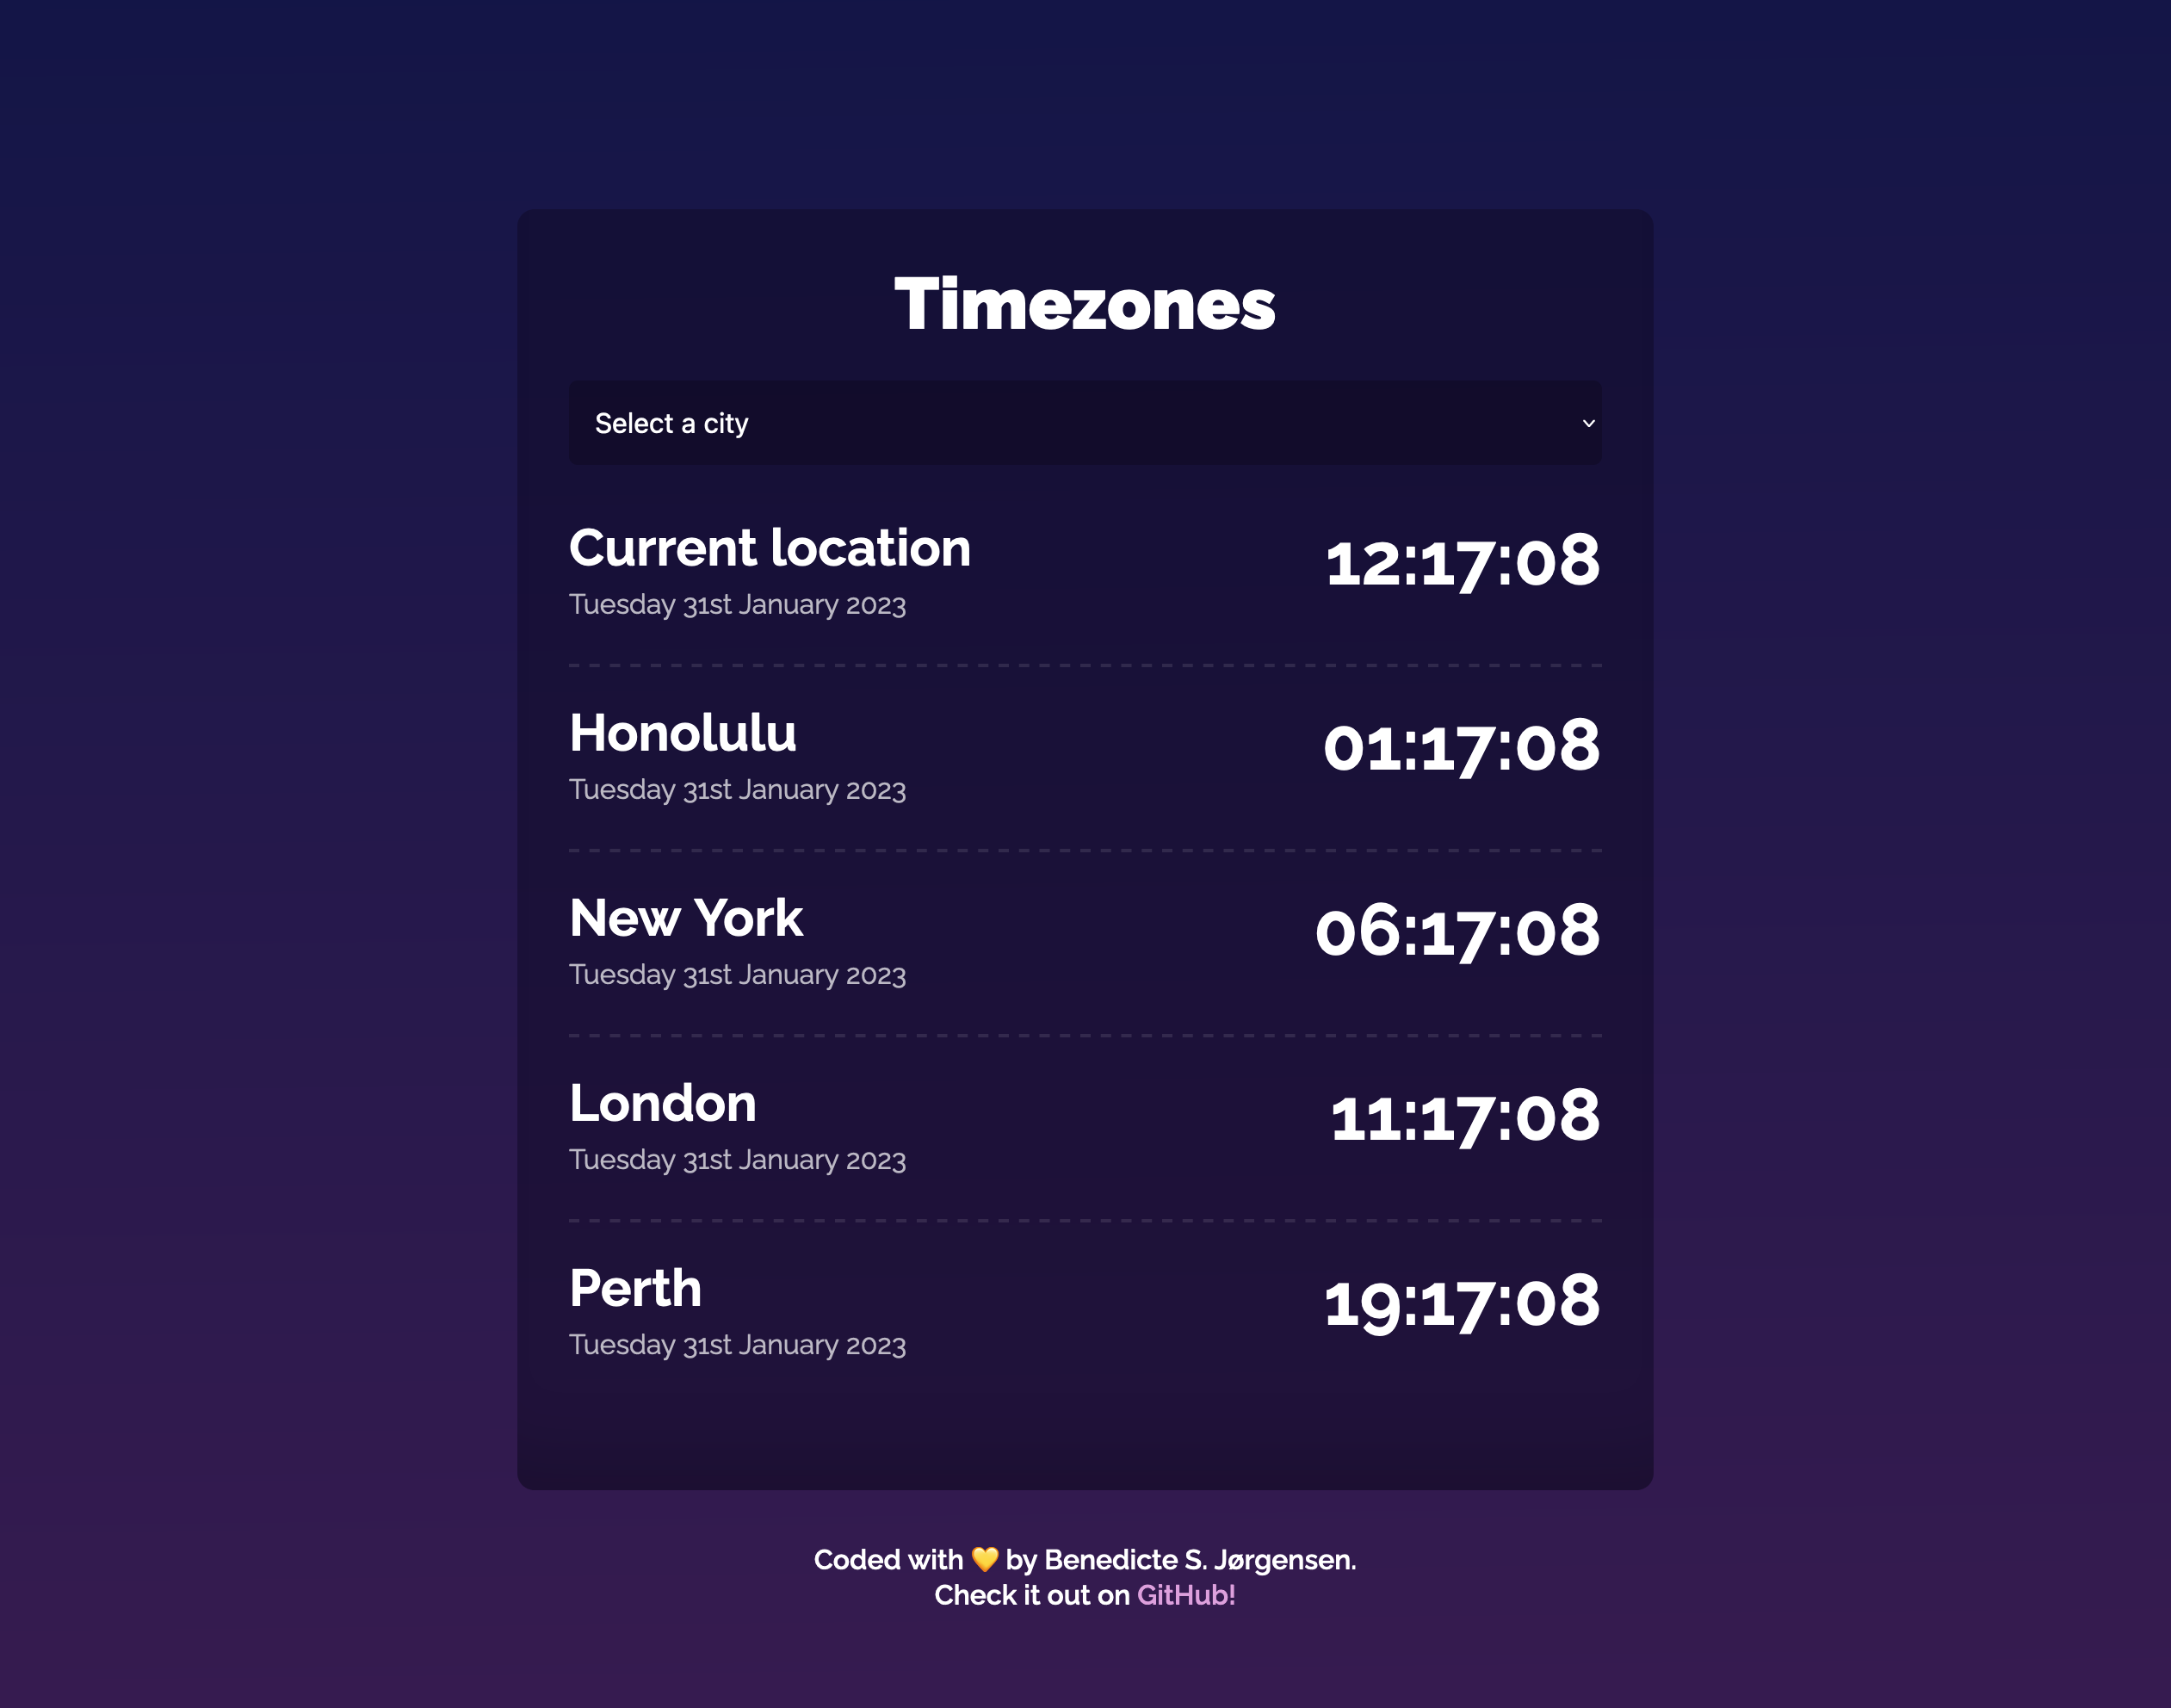 Timezones
Select a city
Current location
12:17:08
Tuesday 31st January 2023
Honolulu
01:17:08
Tuesday 31st January 2023
New York
06:17:08
Tuesday 31st January 2023
London
11:17:08
Tuesday 31st January 2023
Perth
19:17:08
Tuesday 31st January 2023
Coded with 💛 by Benedicte S. Jørgensen.
Check it out on GitHub!